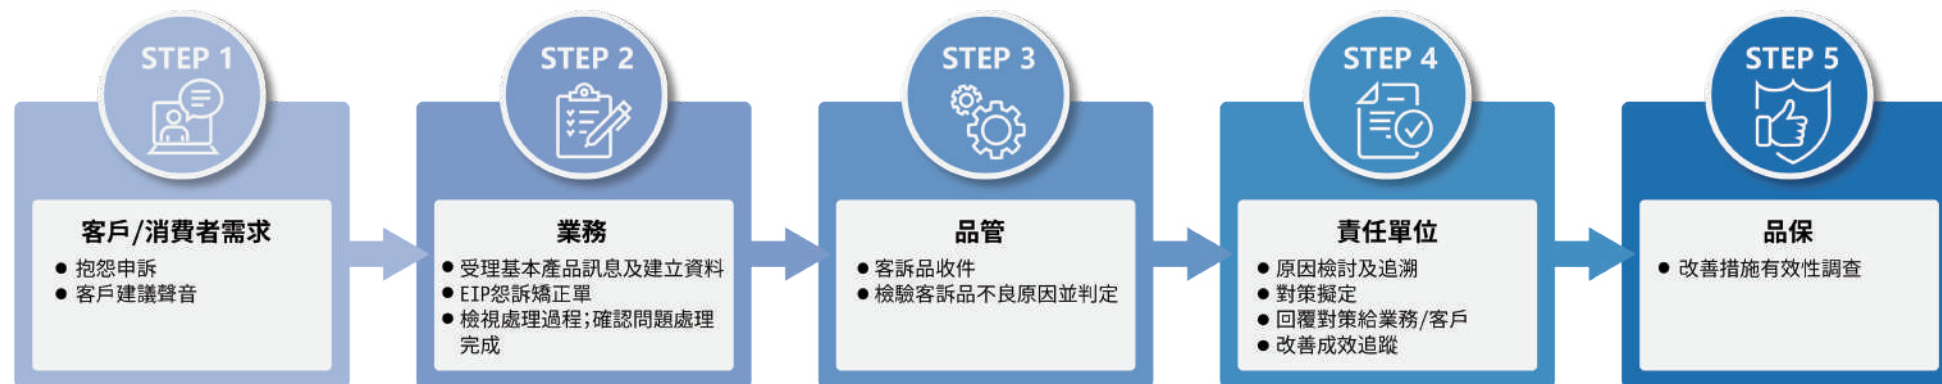 STEP 1
客戶/消費者需求
● 抱怨申訴
● 客戶建議聲音
STEP 2
業務
● 受理基本產品訊息及建立資料
● EIP怨訴矯正單
● 檢視處理過程;確認問題處理
完成
STEP 3
品管
● 客訴品收件
● 檢驗客訴品不良原因並判定
STEP 4
責任單位
● 原因檢討及追溯
● 對策擬定
● 回覆對策給業務/客戶
● 改善成效追蹤
STEP 5
品保
● 改善措施有效性調查